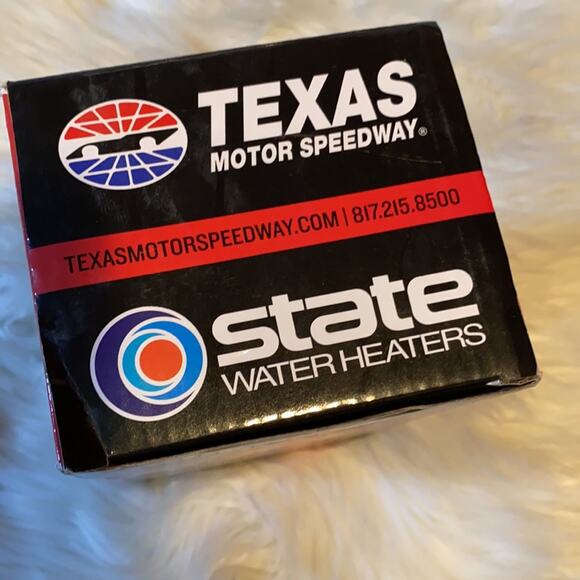 TEXAS
MOTOR SPEEDWAY®
TEXASMOTORSPEEDWAY.COM | 817.215.8500
state
WATER HEATERS